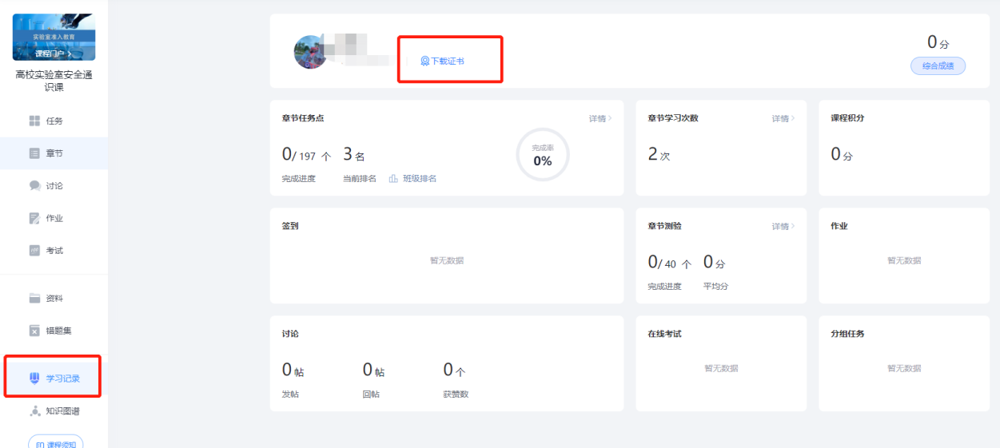 实验室准入教育
课程门户 >
高校实验室安全通
识课
任务
章节
讨论
作业
考试
资料
错题集
学习记录
知识图谱
课程须知
下载证书
0 分
综合成绩
章节任务点
详情 >
0/ 197 个
3 名
完成率
0%
完成进度
当前排名
班级排名
章节学习次数
详情 >
2 次
课程积分
0 分
签到
暂无数据
章节测验
详情 >
0/ 40 个
0 分
完成进度
平均分
作业
暂无数据
讨论
0 帖
0 帖
0 个
发帖
回帖
获赞数
在线考试
暂无数据
分组任务
暂无数据